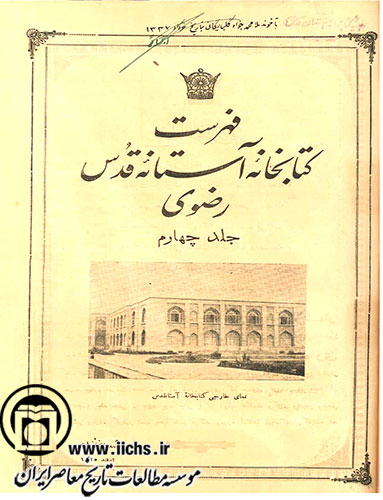 فهرست
کتابخانهٔ آستانهٔ قدس
رضوی
جلد چهارم
نمای خارجی کتابخانهٔ آستانقدس
www.iichs.ir
موسسه مطالعات تاریخ معاصر ایران